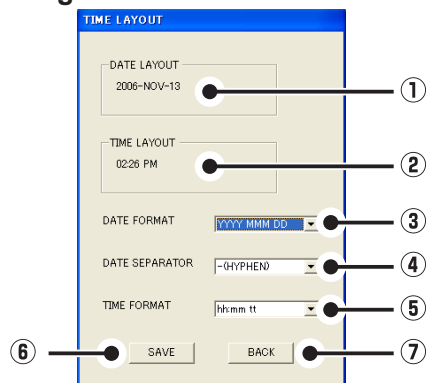 TIME LAYOUT
DATE LAYOUT
2006-NOV-13
①
TIME LAYOUT
02:26 PM
②
DATE FORMAT
YYYY MMM DD
③
DATE SEPARATOR
-(HYPHEN)
④
TIME FORMAT
hh:mm tt
⑤
⑥
SAVE
BACK
⑦